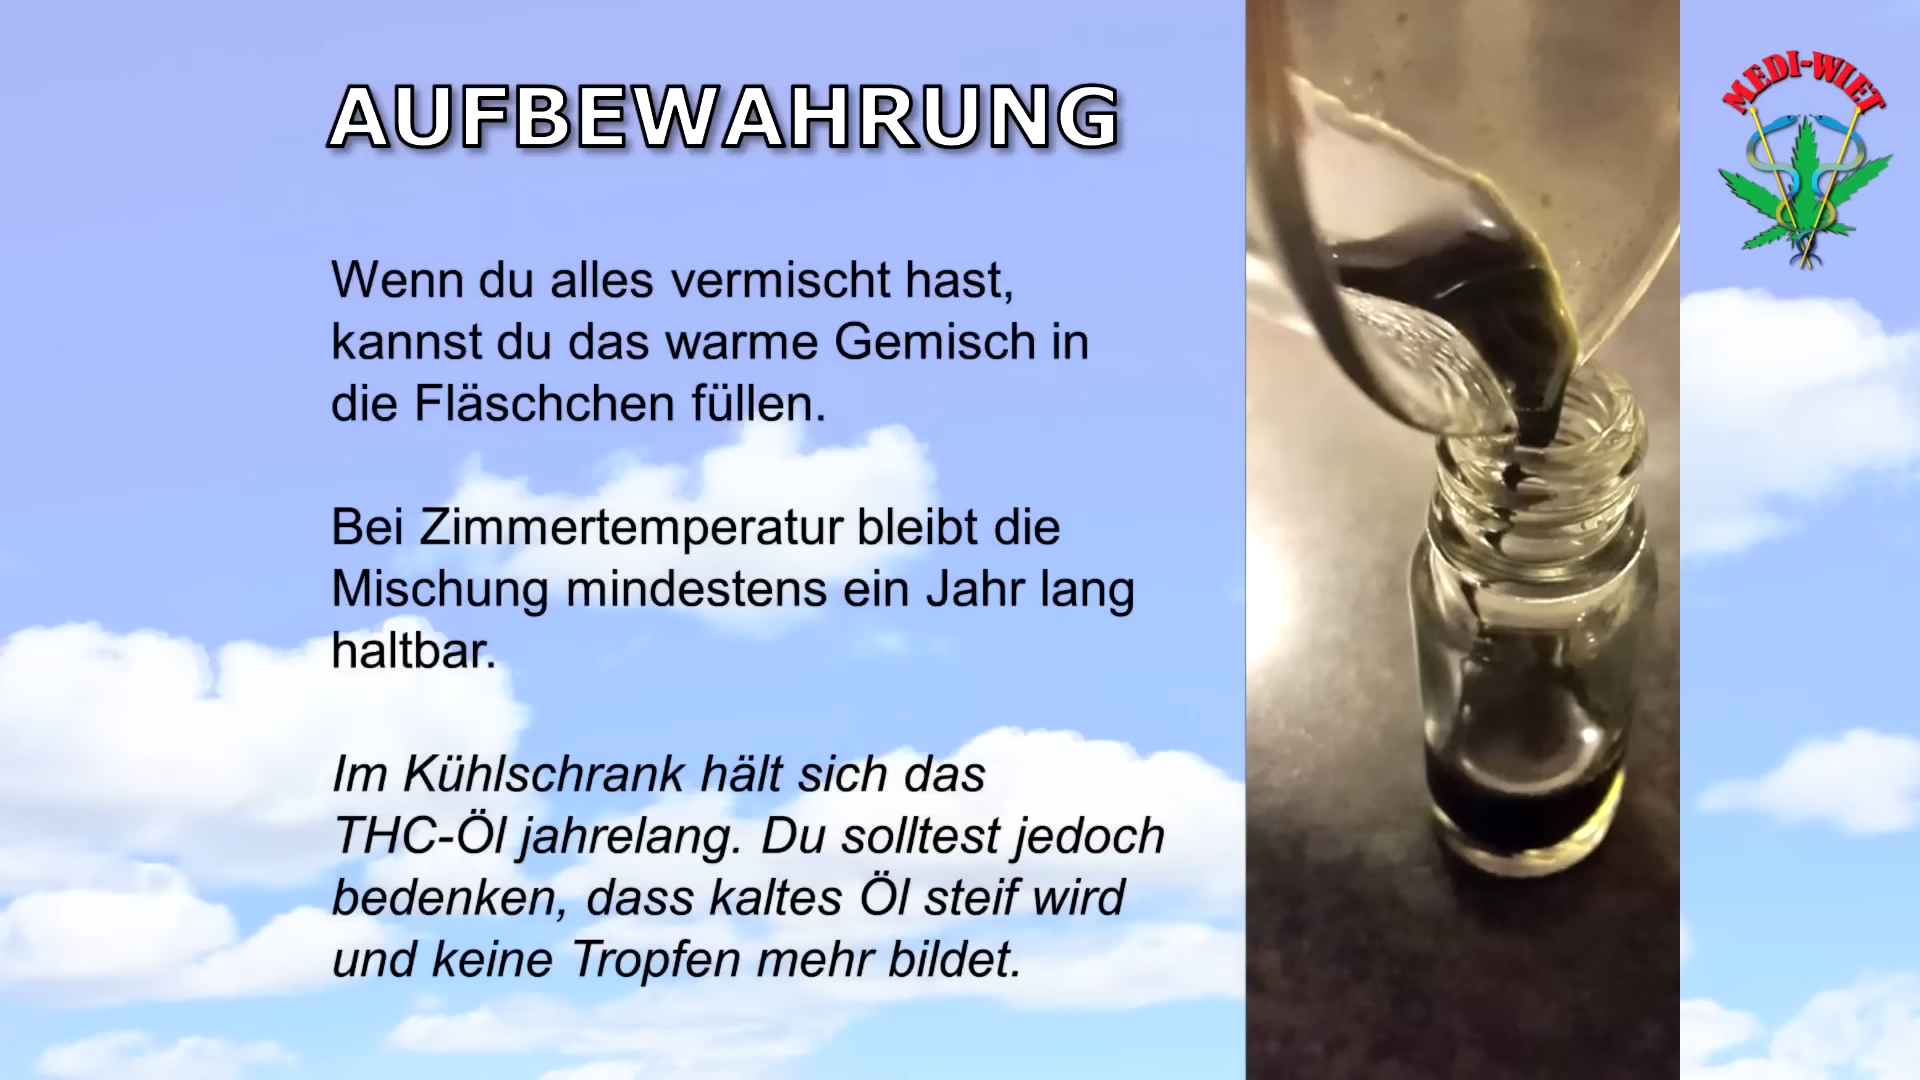 AUFBEWAHRUNG
MEDI-WIET
Wenn du alles vermischt hast,
kannst du das warme Gemisch in
die Fläschchen füllen.
Bei Zimmertemperatur bleibt die
Mischung mindestens ein Jahr lang
haltbar.
Im Kühlschrank hält sich das
THC-Öl jahrelang. Du solltest jedoch
bedenken, dass kaltes Öl steif wird
und keine Tropfen mehr bildet.